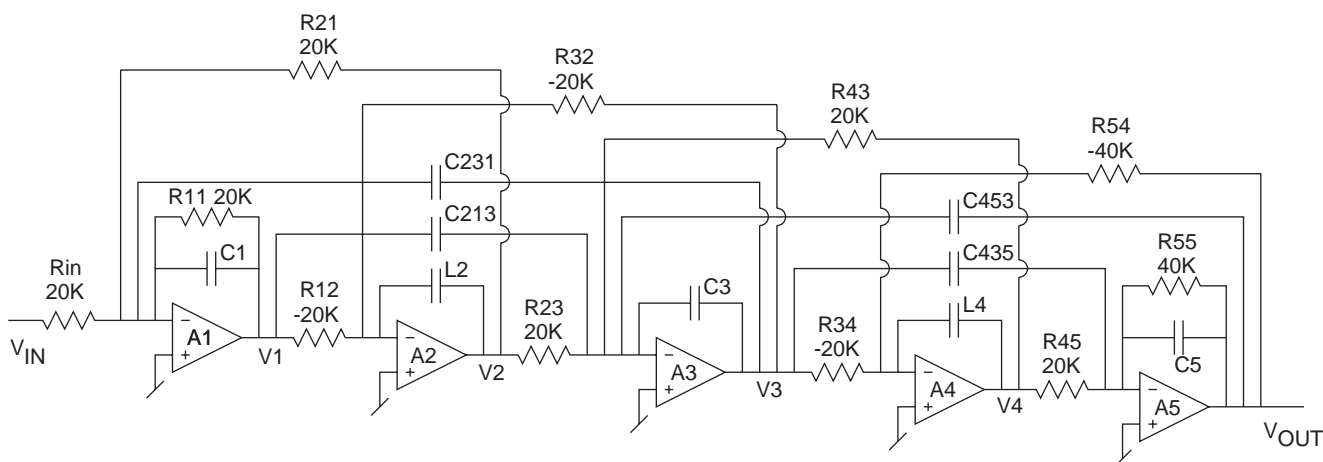 R21
20K
R32
-20K
R43
20K
R54
-40K
C231
R11 20K
C213
C453
C1
L2
C435
R55
40K
Rin
20K
R12
-20K
R23
20K
C3
R34
-20K
L4
R45
20K
C5
VIN
− + A1
V1
− + A2
V2
− + A3
V3
− + A4
V4
− + A5
VOUT